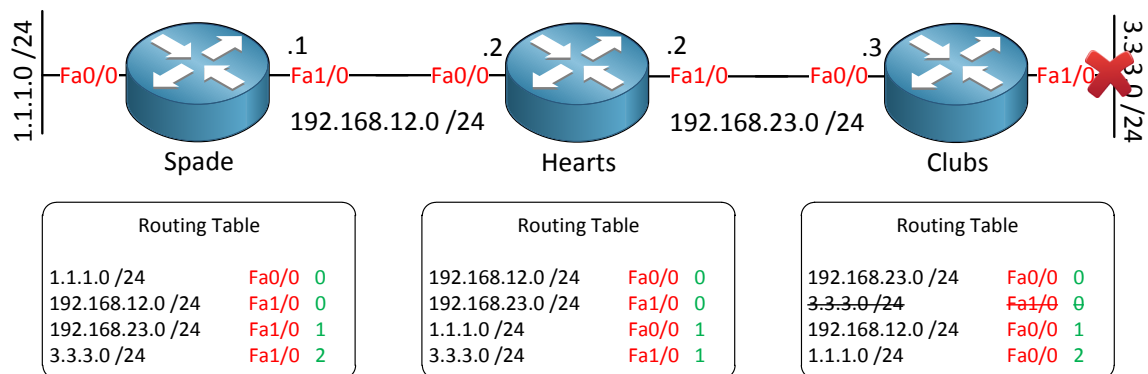 1.1.1.0 /24
Fa0/0
.1
Fa1/0
192.168.12.0 /24
.2
Fa0/0
.2
Fa1/0
192.168.23.0 /24
.3
Fa0/0
Fa1/0
3.3.3.0 /24
Spade
Hearts
Clubs
Routing Table
1.1.1.0 /24 Fa0/0 0
192.168.12.0 /24 Fa1/0 0
192.168.23.0 /24 Fa1/0 1
3.3.3.0 /24 Fa1/0 2
Routing Table
192.168.12.0 /24 Fa0/0 0
192.168.23.0 /24 Fa1/0 0
1.1.1.0 /24 Fa0/0 1
3.3.3.0 /24 Fa1/0 1
Routing Table
192.168.23.0 /24 Fa0/0 0
3.3.3.0 /24 Fa1/0 0
192.168.12.0 /24 Fa0/0 1
1.1.1.0 /24 Fa0/0 2